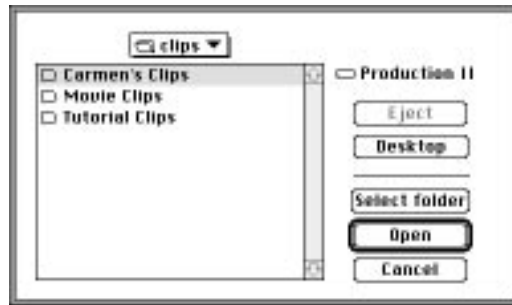 clips
Carmen's Clips
Movie Clips
Tutorial Clips
Production II
Eject
Desktop
Select folder
Open
Cancel